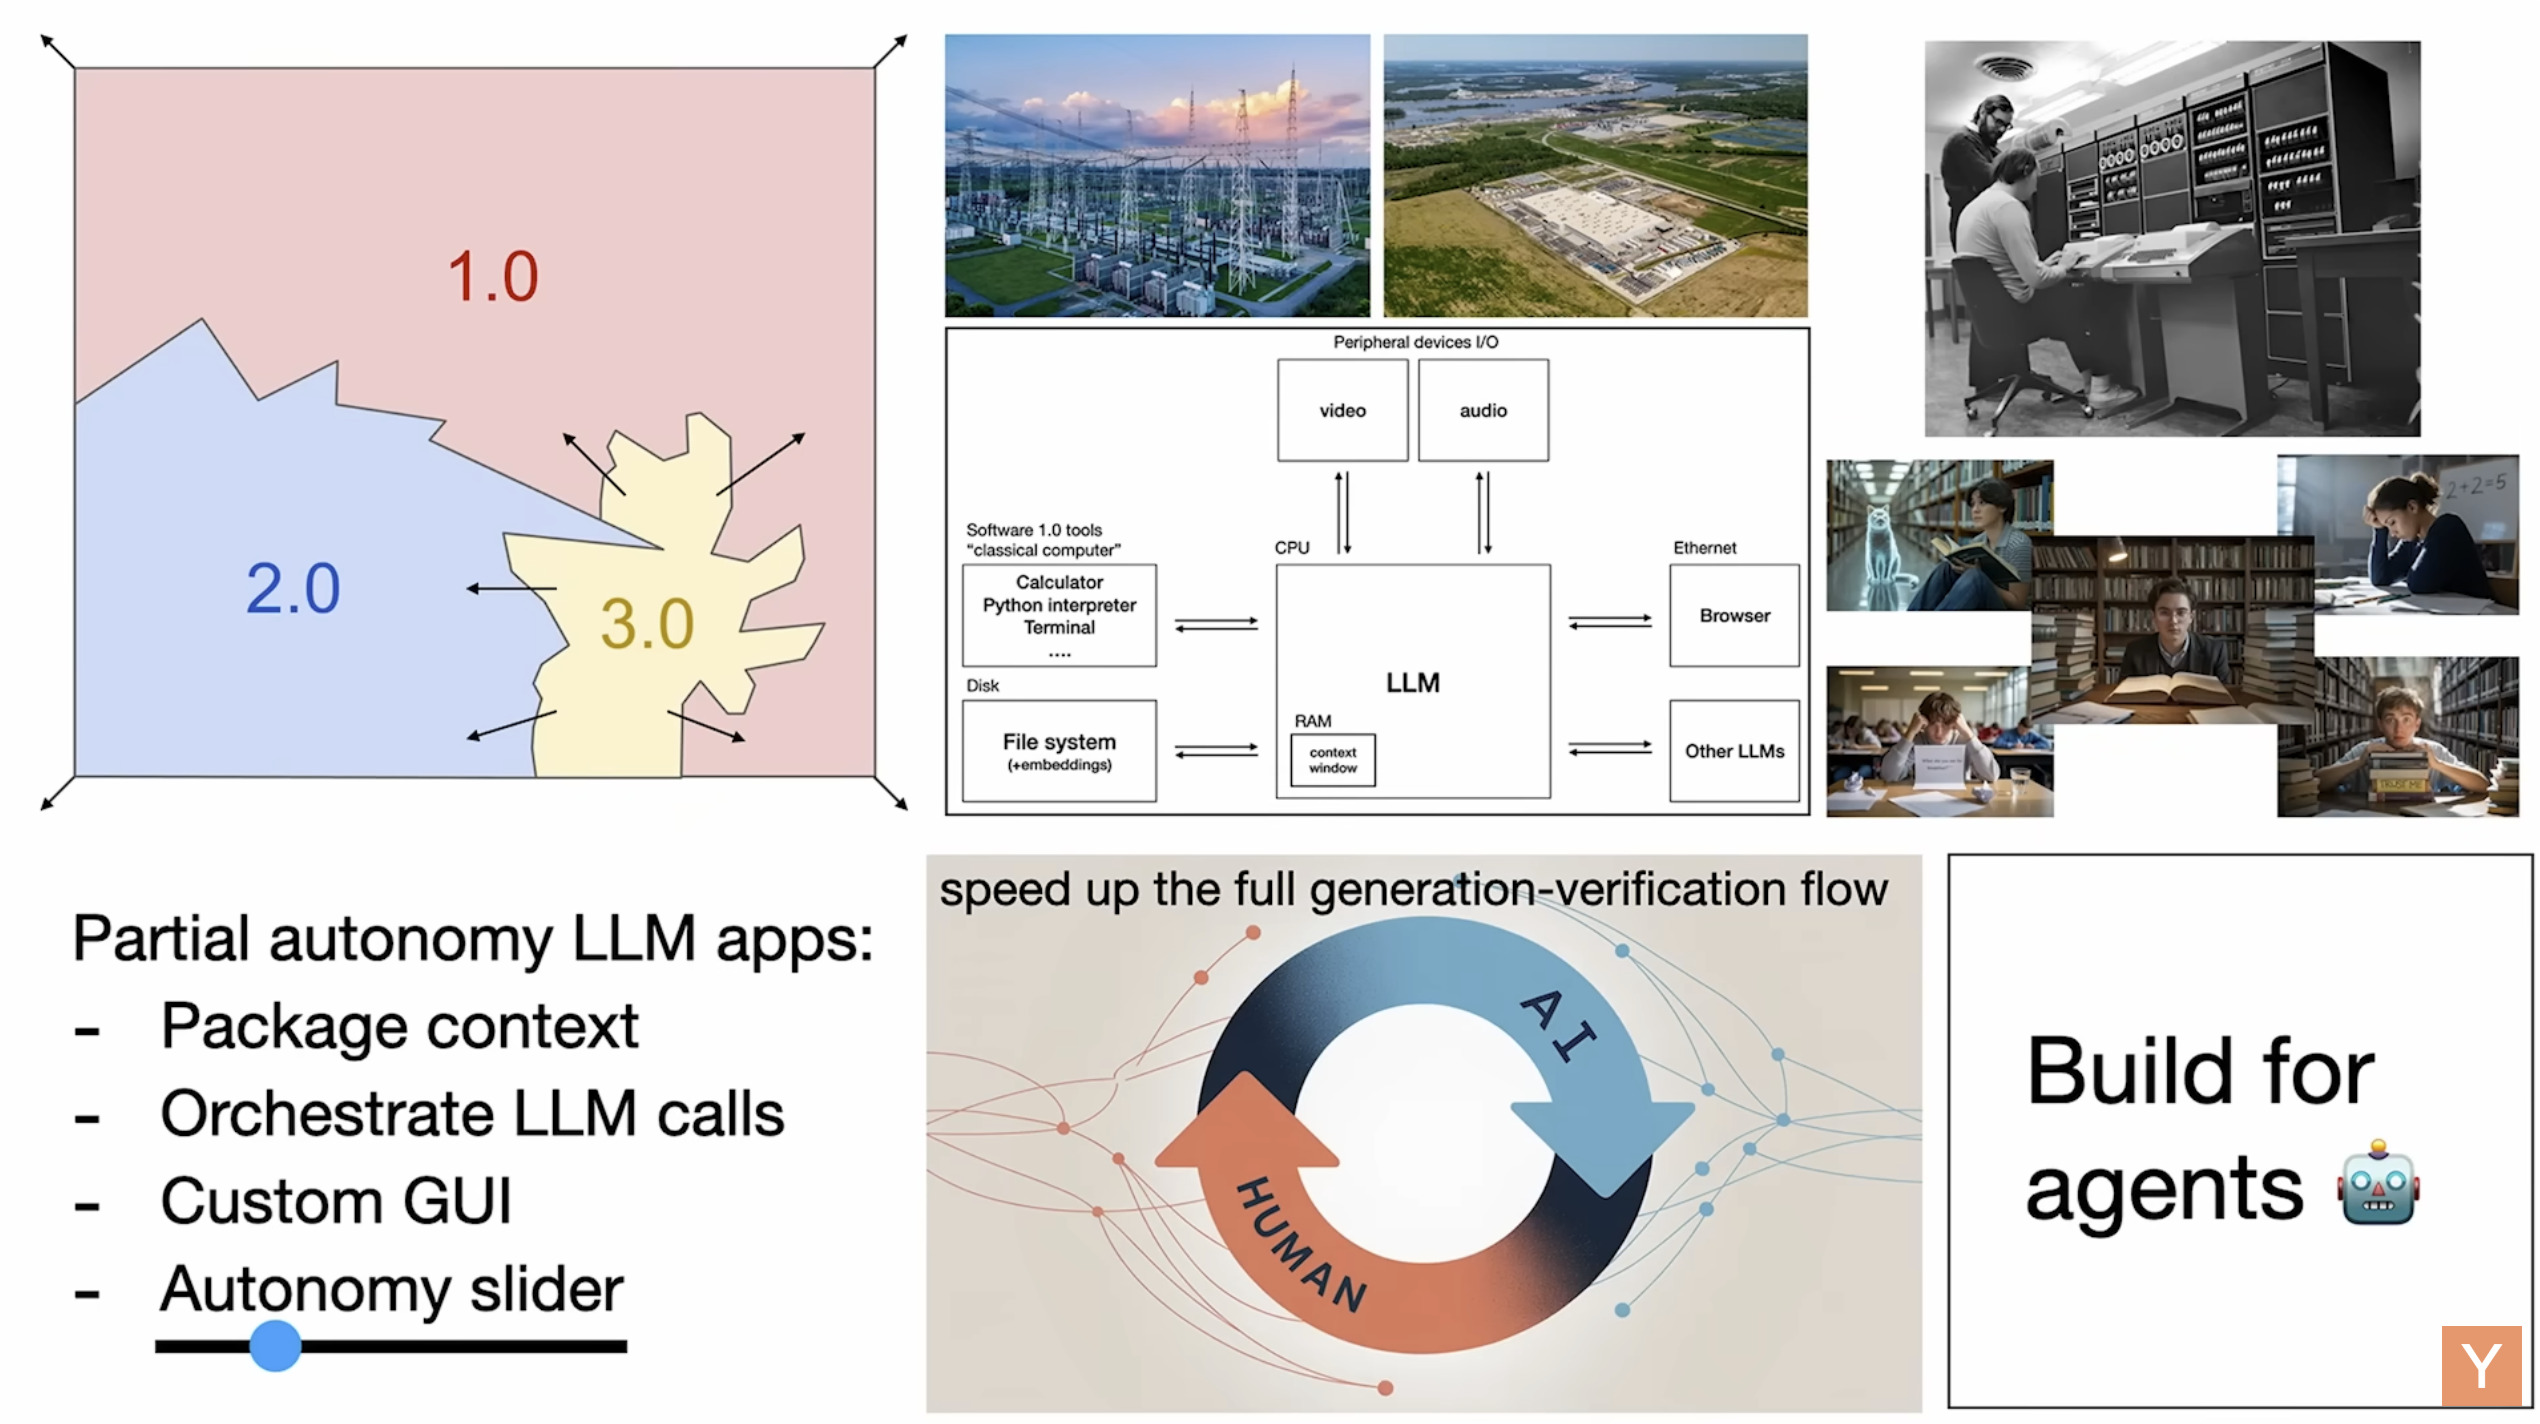 1.0
2.0
3.0
Peripheral devices I/O
video
audio
Software 1.0 tools
“classical computer”
CPU
Ethernet
Calculator
Python interpreter
Terminal
....
Browser
LLM
Disk
RAM
File system
(+embeddings)
context
window
Other LLMs
2+2=5
TRUST ME
Partial autonomy LLM apps:
- Package context
- Orchestrate LLM calls
- Custom GUI
- Autonomy slider
speed up the full generation-verification flow
AI
HUMAN
Build for
agents 🤖
Y